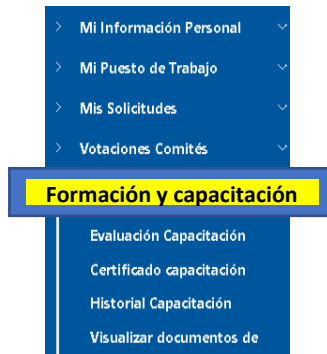 Mi Información Personal
Mi Puesto de Trabajo
Mis Solicitudes
Votaciones Comités
Formación y capacitación
Evaluación Capacitación
Certificado capacitación
Historial Capacitación
Visualizar documentos de